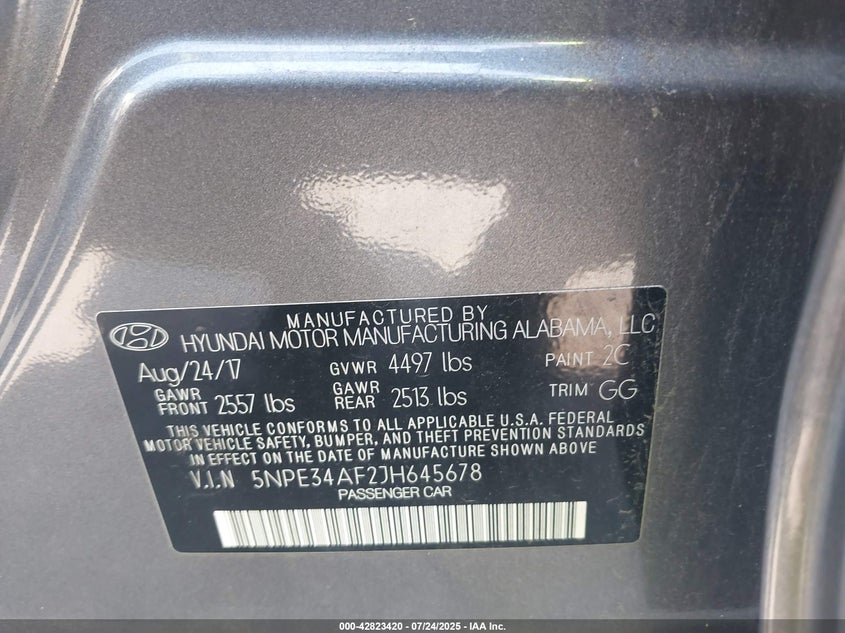 MANUFACTURED BY
HYUNDAI MOTOR MANUFACTURING ALABAMA, LLC
Aug/24/17 GVWR 4497 lbs PAINT 2C
GAWR FRONT 2557 lbs GAWR REAR 2513 lbs TRIM GG
THIS VEHICLE CONFORMS TO ALL APPLICABLE U.S.A. FEDERAL
MOTOR VEHICLE SAFETY, BUMPER, AND THEFT PREVENTION STANDARDS
IN EFFECT ON THE DATE OF MANUFACTURE SHOWN ABOVE
V.I.N 5NPE34AF2JH645678
PASSENGER CAR
000-42823420 - 07/24/2025 - IAA Inc.